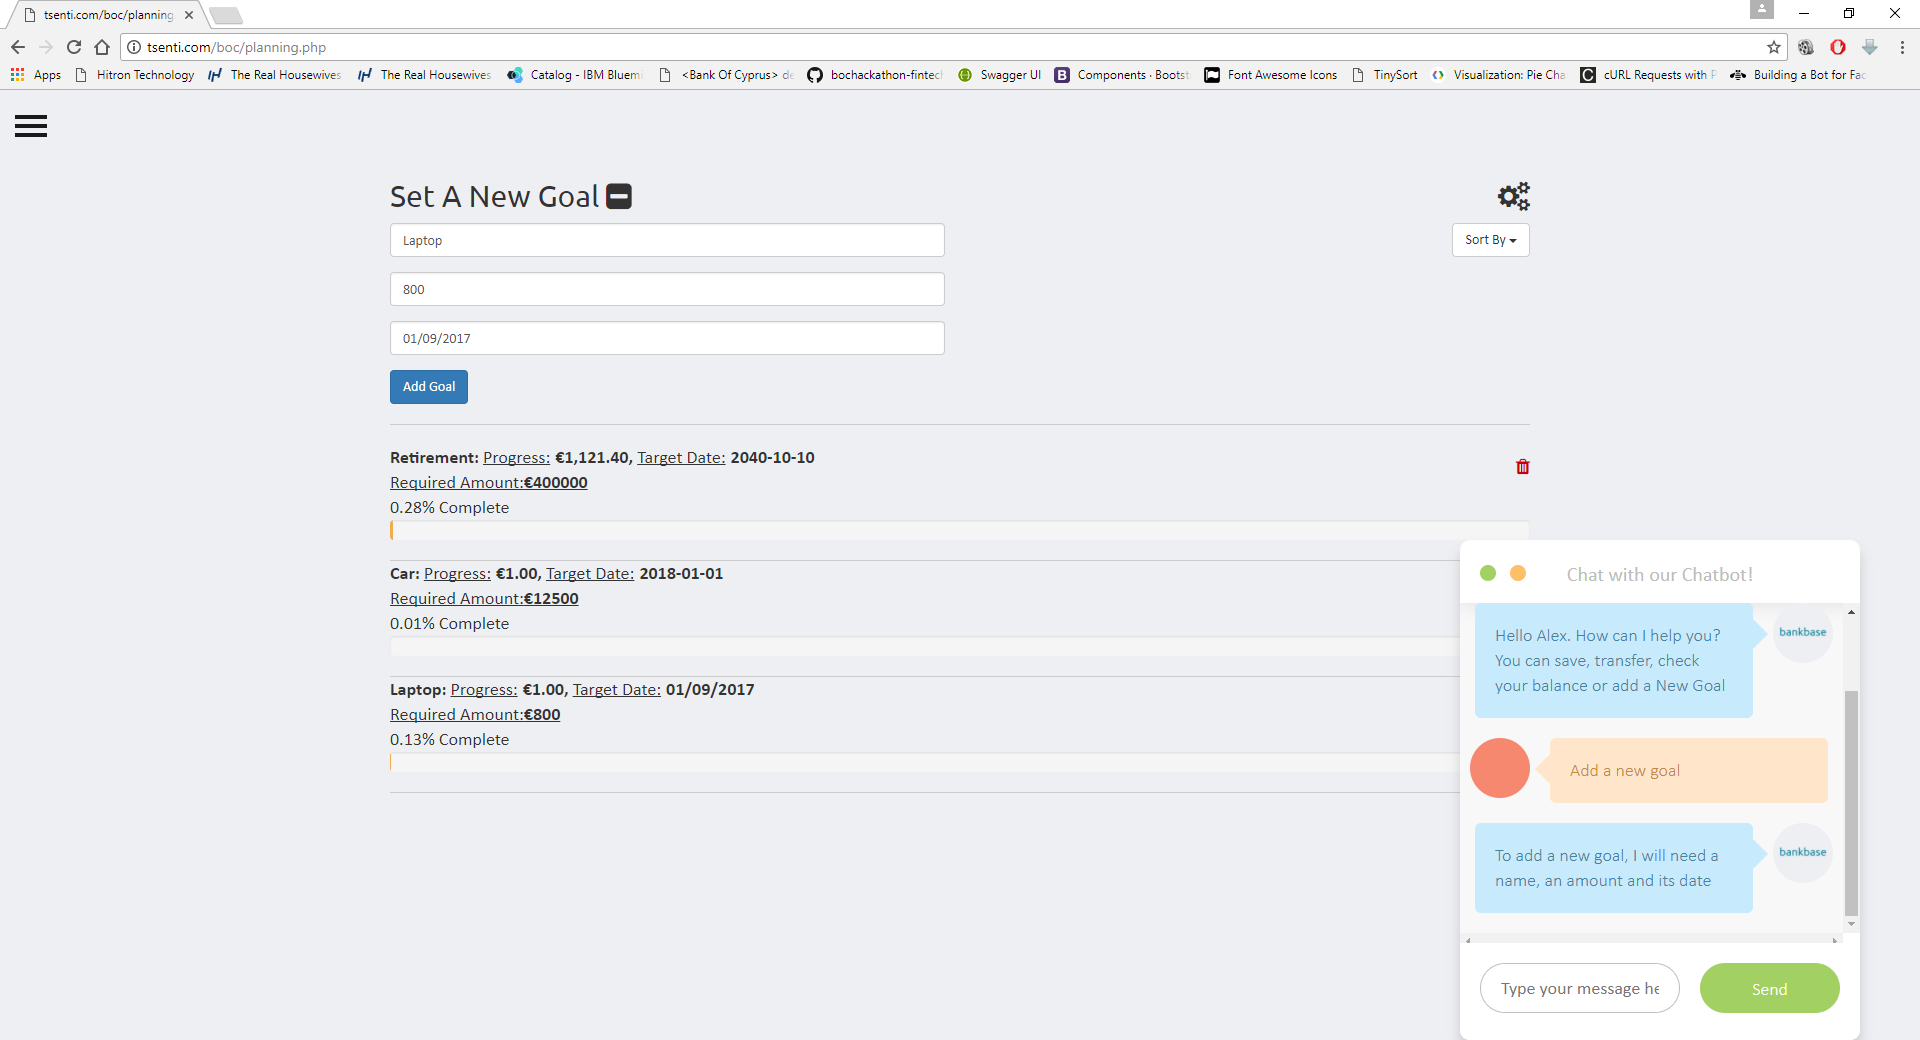 tsenti.com/boc/planning
tsenti.com/boc/planning.php
Apps Hitron Technology The Real Housewives The Real Housewives Catalog - IBM Bluem <Bank Of Cyprus> de bochackathon-fintech Swagger UI Components · Boots Font Awesome Icons TinySort Visualization: Pie Cha cURL Requests with P Building a Bot for Fac
Set A New Goal
Laptop
Sort By
800
01/09/2017
Add Goal
Retirement: Progress: €1,121.40, Target Date: 2040-10-10
Required Amount:€400000
0.28% Complete
Car: Progress: €1.00, Target Date: 2018-01-01
Required Amount:€12500
0.01% Complete
Laptop: Progress: €1.00, Target Date: 01/09/2017
Required Amount:€800
0.13% Complete
Chat with our Chatbot!
Hello Alex. How can I help you?
You can save, transfer, check
your balance or add a New Goal
bankbase
Add a new goal
To add a new goal, I will need a
name, an amount and its date
bankbase
Type your message he
Send